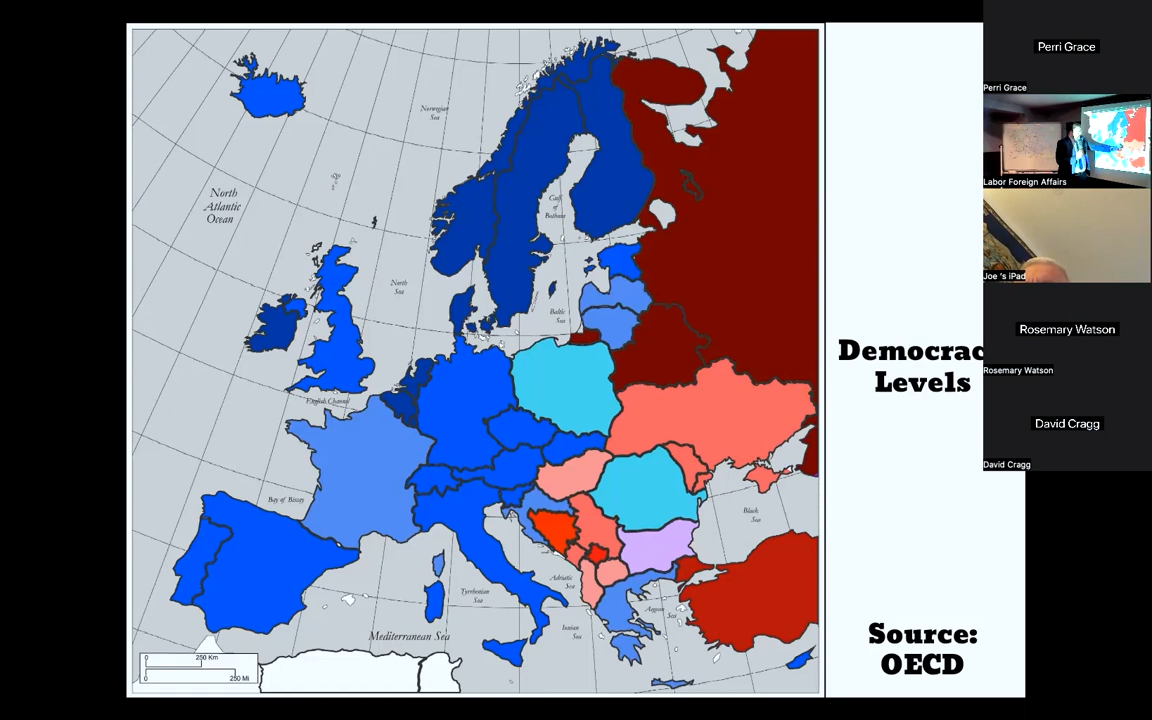 North
Atlantic
Ocean
Norwegian
Sea
North
Sea
Gulf
of
Bothnia
Baltic
Sea
English Channel
Bay of Biscay
Black
Sea
Adriatic
Sea
Tyrrhenian
Sea
Ionian
Sea
Aegean
Sea
Mediterranean Sea
0 250 Km
0 250 Mi
Democrac
Levels
Source:
OECD
Perri Grace
Perri Grace
Labor Foreign Affairs
Joe 's iPad
Rosemary Watson
Rosemary Watson
David Cragg
David Cragg